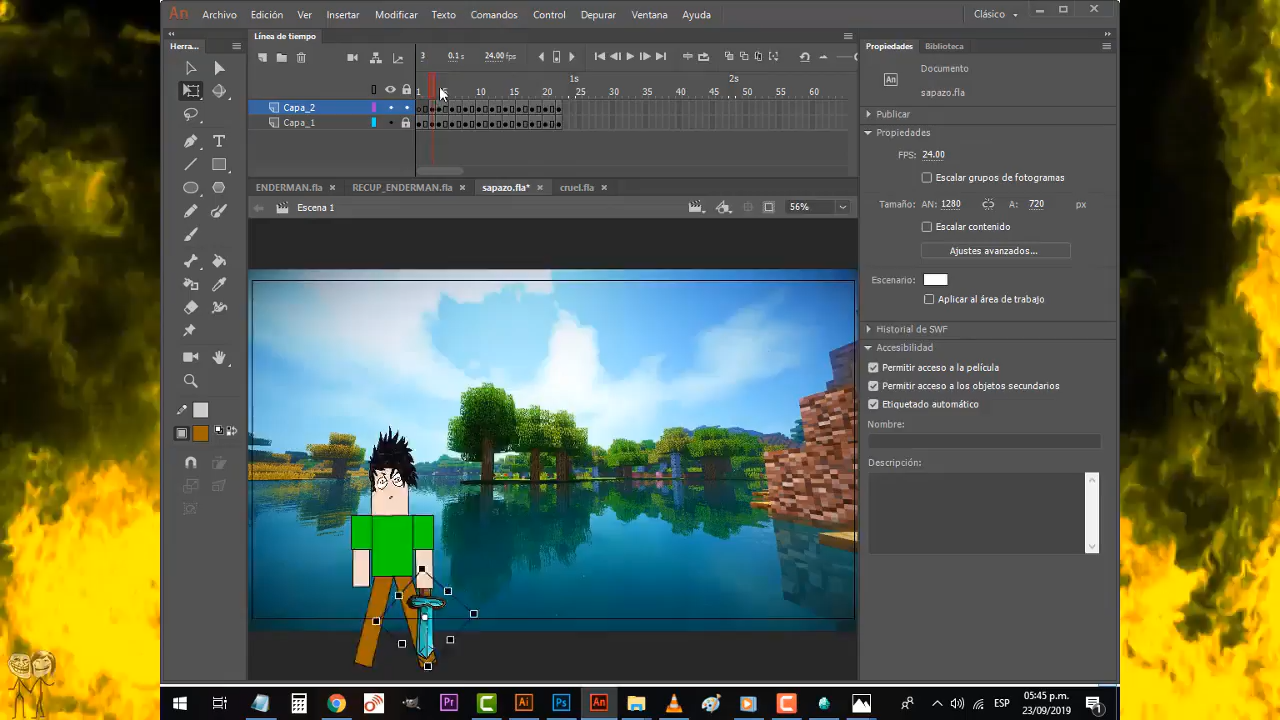 An Archivo Edición Ver Insertar Modificar Texto Comandos Control Depurar Ventana Ayuda Clásico
Herra... Línea de tiempo Propiedades Biblioteca
3 0.1 s 24.00 fps
An Documento
sapazo.fla
1s 2s
1 5 10 15 20 25 30 35 40 45 50 55 60
Capa_2
Capa_1
Publicar
Propiedades
FPS: 24.00
Escalar grupos de fotogramas
ENDERMAN.fla RECUP_ENDERMAN.fla sapazo.fla* cruel.fla
Tamaño: AN: 1280 A: 720 px
Escena 1 56%
Escalar contenido
Ajustes avanzados...
Escenario:
Aplicar al área de trabajo
Historial de SWF
Accesibilidad
Permitir acceso a la película
Permitir acceso a los objetos secundarios
Etiquetado automático
Nombre:
Descripción:
Pr Ai Ps An ESP
05:45 p.m.
23/09/2019
1